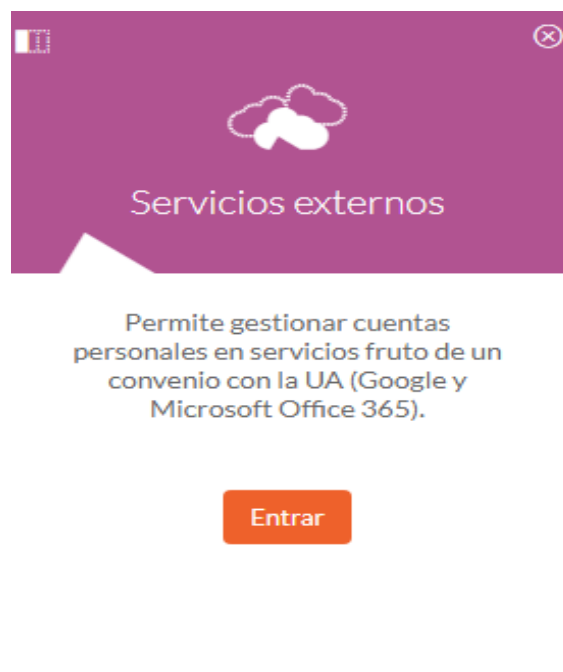 Servicios externos
Permite gestionar cuentas
personales en servicios fruto de un
convenio con la UA (Google y
Microsoft Office 365).
Entrar